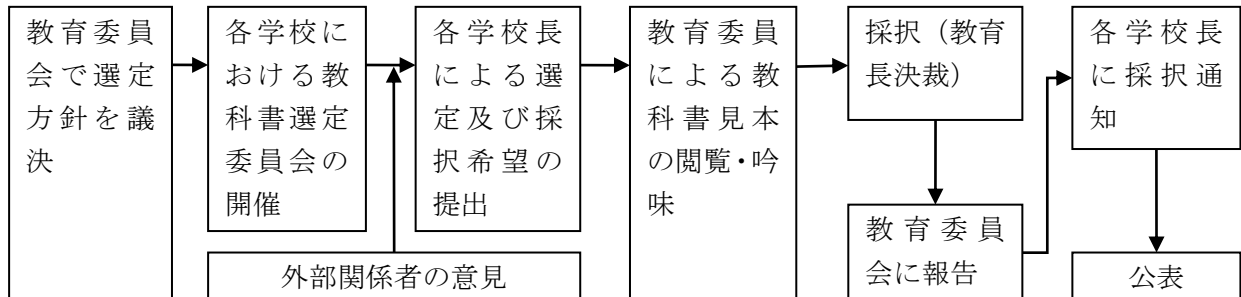 教育委員
会で選定
方針を議
決
各学校に
おける教
科書選定
委員会の
開催
各学校長
による選
定及び採
択希望の
提出
外部関係者の意見
教育委員
による教
科書見本
の閲覧・吟
味
採択（教育
長決裁）
教育委員
会に報告
各学校長
に採択通
知
公表